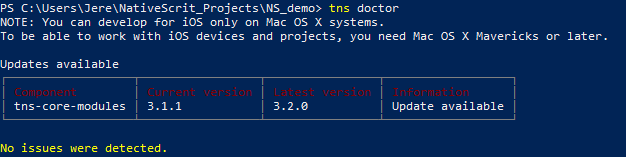 PS C:\Users\Jere\NativeScrit_Projects\NS_demo> tns doctor
NOTE: You can develop for iOS only on Mac OS X systems.
To be able to work with iOS devices and projects, you need Mac OS X Mavericks or later.
Updates available
Component Current version Latest version Information
tns-core-modules 3.1.1 3.2.0 Update available
No issues were detected.